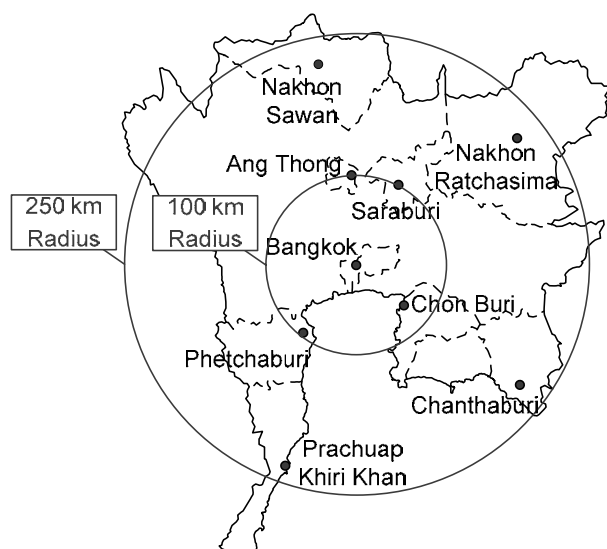 Nakhon
Sawan
Ang Thong
Nakhon
Ratchasima
Saraburi
250 km
Radius
100 km
Radius
Bangkok
Chon Buri
Phetchaburi
Chanthaburi
Prachuap
Khiri Khan